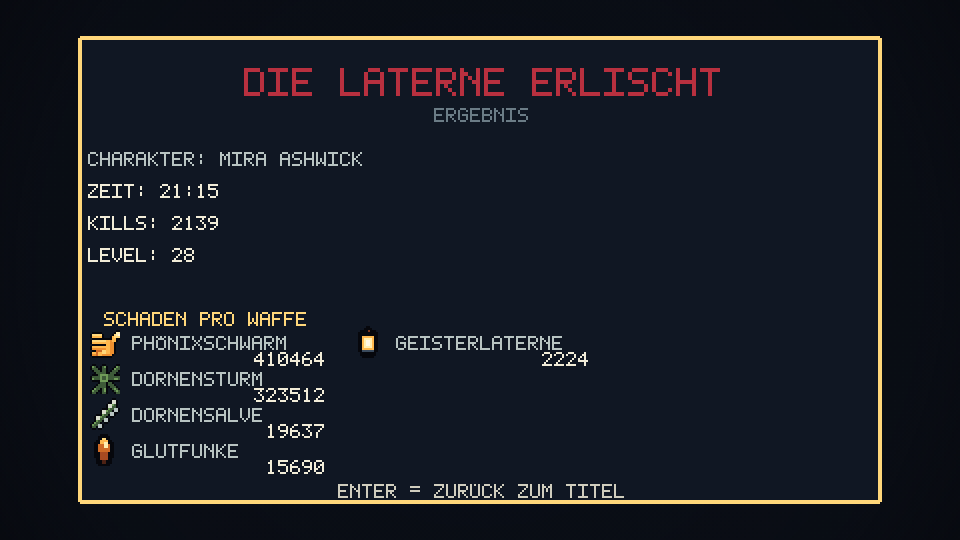 DIE LATERNE ERLISCHT
ERGEBNIS
CHARAKTER: MIRA ASHWICK
ZEIT: 21:15
KILLS: 2139
LEVEL: 28
SCHADEN PRO WAFFE
PHÖNIXSCHWARM
410464
DORNENSTURM
323512
DORNENSALVE
19637
GLUTFUNKE
15690
GEISTERLATERNE
2224
ENTER = ZURÜCK ZUM TITEL